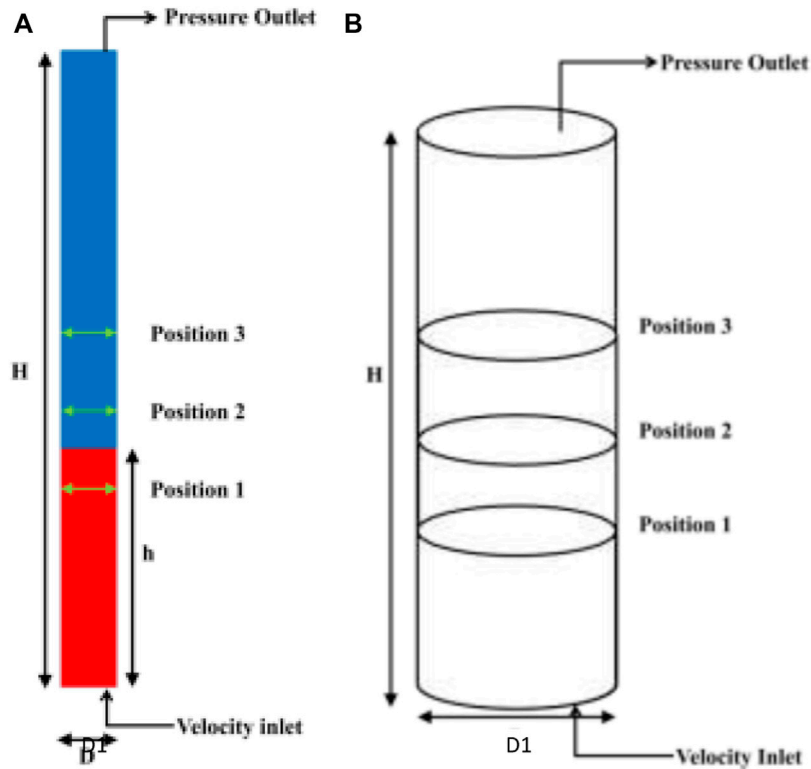 A
Pressure Outlet
B
Pressure Outlet
Position 3
Position 3
H
H
Position 2
Position 2
Position 1
Position 1
h
Velocity inlet
D1
D
D1
Velocity Inlet